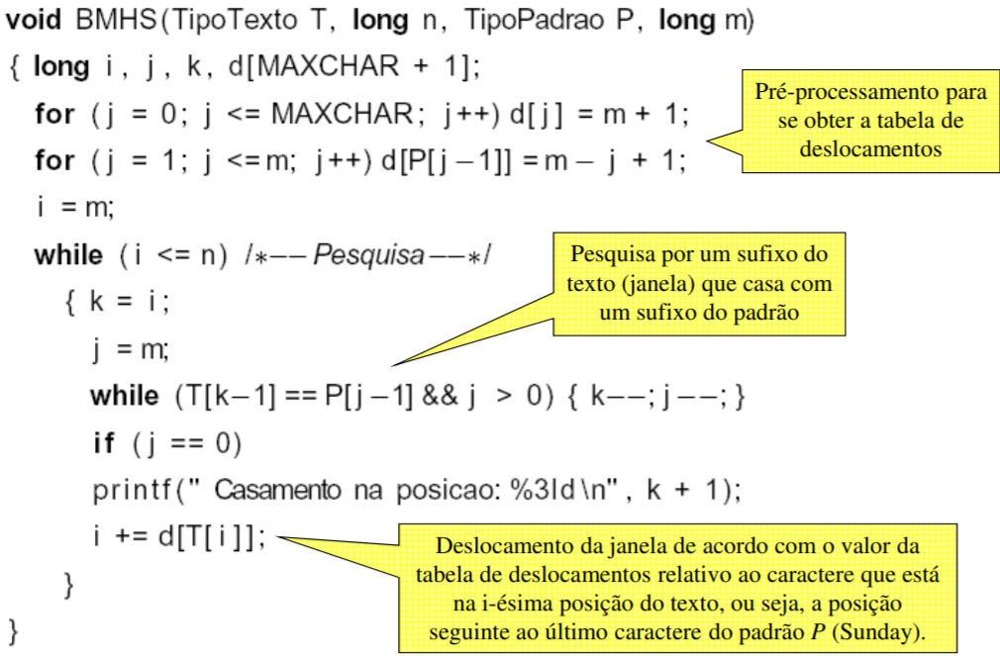 void BMHS(TipoTexto T, long n, TipoPadrao P, long m)
{ long i, j, k, d[MAXCHAR + 1];
for (j = 0; j <= MAXCHAR; j++) d[j] = m + 1;
for (j = 1; j <=m; j++) d[P[j−1]] = m − j + 1;
Pré-processamento para
se obter a tabela de
deslocamentos
i = m;
while (i <= n) /*−− Pesquisa−−*/
{ k = i;
j = m;
while (T[k−1] == P[j−1] && j > 0) { k−−; j−−; }
Pesquisa por um sufixo do
texto (janela) que casa com
um sufixo do padrão
if (j == 0)
printf(" Casamento na posicao: %3ld\n", k + 1);
i += d[T[i]];
Deslocamento da janela de acordo com o valor da
tabela de deslocamentos relativo ao caractere que está
na i-ésima posição do texto, ou seja, a posição
seguinte ao último caractere do padrão P (Sunday).
}
}